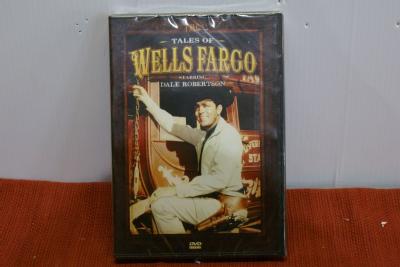 TALES OF
WELLS FARGO
STARRING
DALE ROBERTSON
DVD